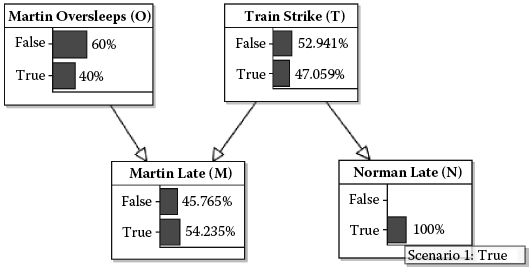 Martin Oversleeps (O)
False 60%
True 40%
Train Strike (T)
False 52.941%
True 47.059%
Martin Late (M)
False 45.765%
True 54.235%
Norman Late (N)
False
True 100%
Scenario 1: True